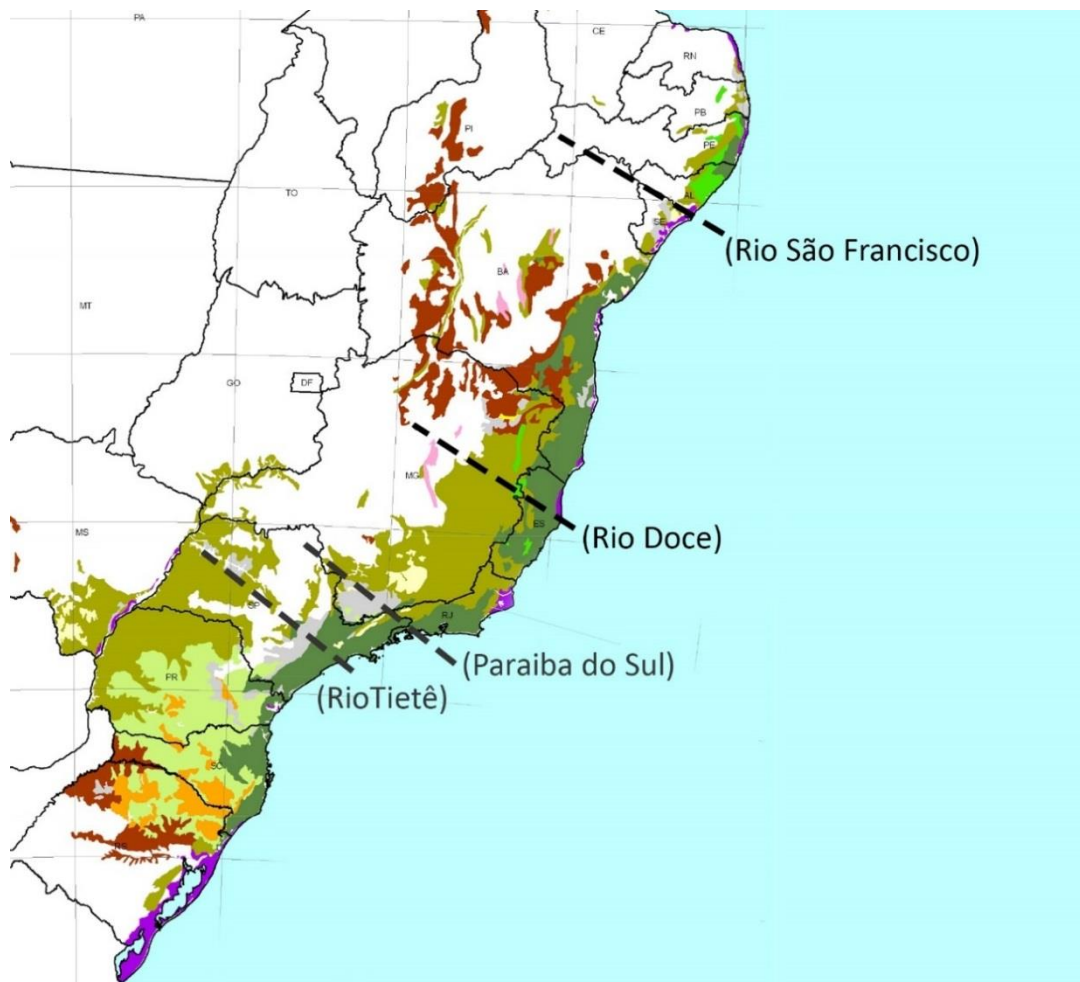 PA
CE
RN
PB
PI
PE
TO
AL
SE
(Rio São Francisco)
BA
MT
GO
DF
MG
MS
ES
(Rio Doce)
SP
RJ
(Paraiba do Sul)
PR
(RioTietê)
SC
RS